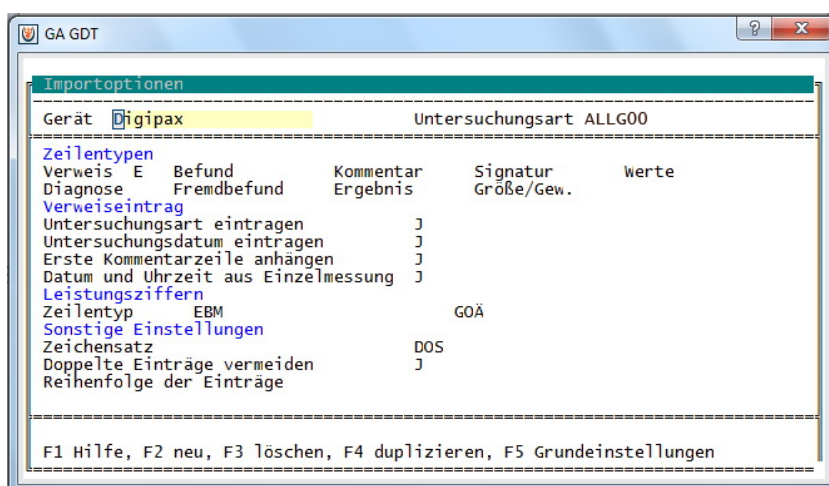 GA GDT
Importoptionen
Gerät Digipax Untersuchungsart ALLG00
Zeilentypen
Verweis E Befund Kommentar Signatur Werte
Diagnose Fremdbefund Ergebnis Größe/Gew.
Verweiseintrag
Untersuchungsart eintragen J
Untersuchungsdatum eintragen J
Erste Kommentarzeile anhängen J
Datum und Uhrzeit aus Einzelmessung J
Leistungsziffern
Zeilentyp EBM GOÄ
Sonstige Einstellungen
Zeichensatz DOS
Doppelte Einträge vermeiden J
Reihenfolge der Einträge
F1 Hilfe, F2 neu, F3 löschen, F4 duplizieren, F5 Grundeinstellungen